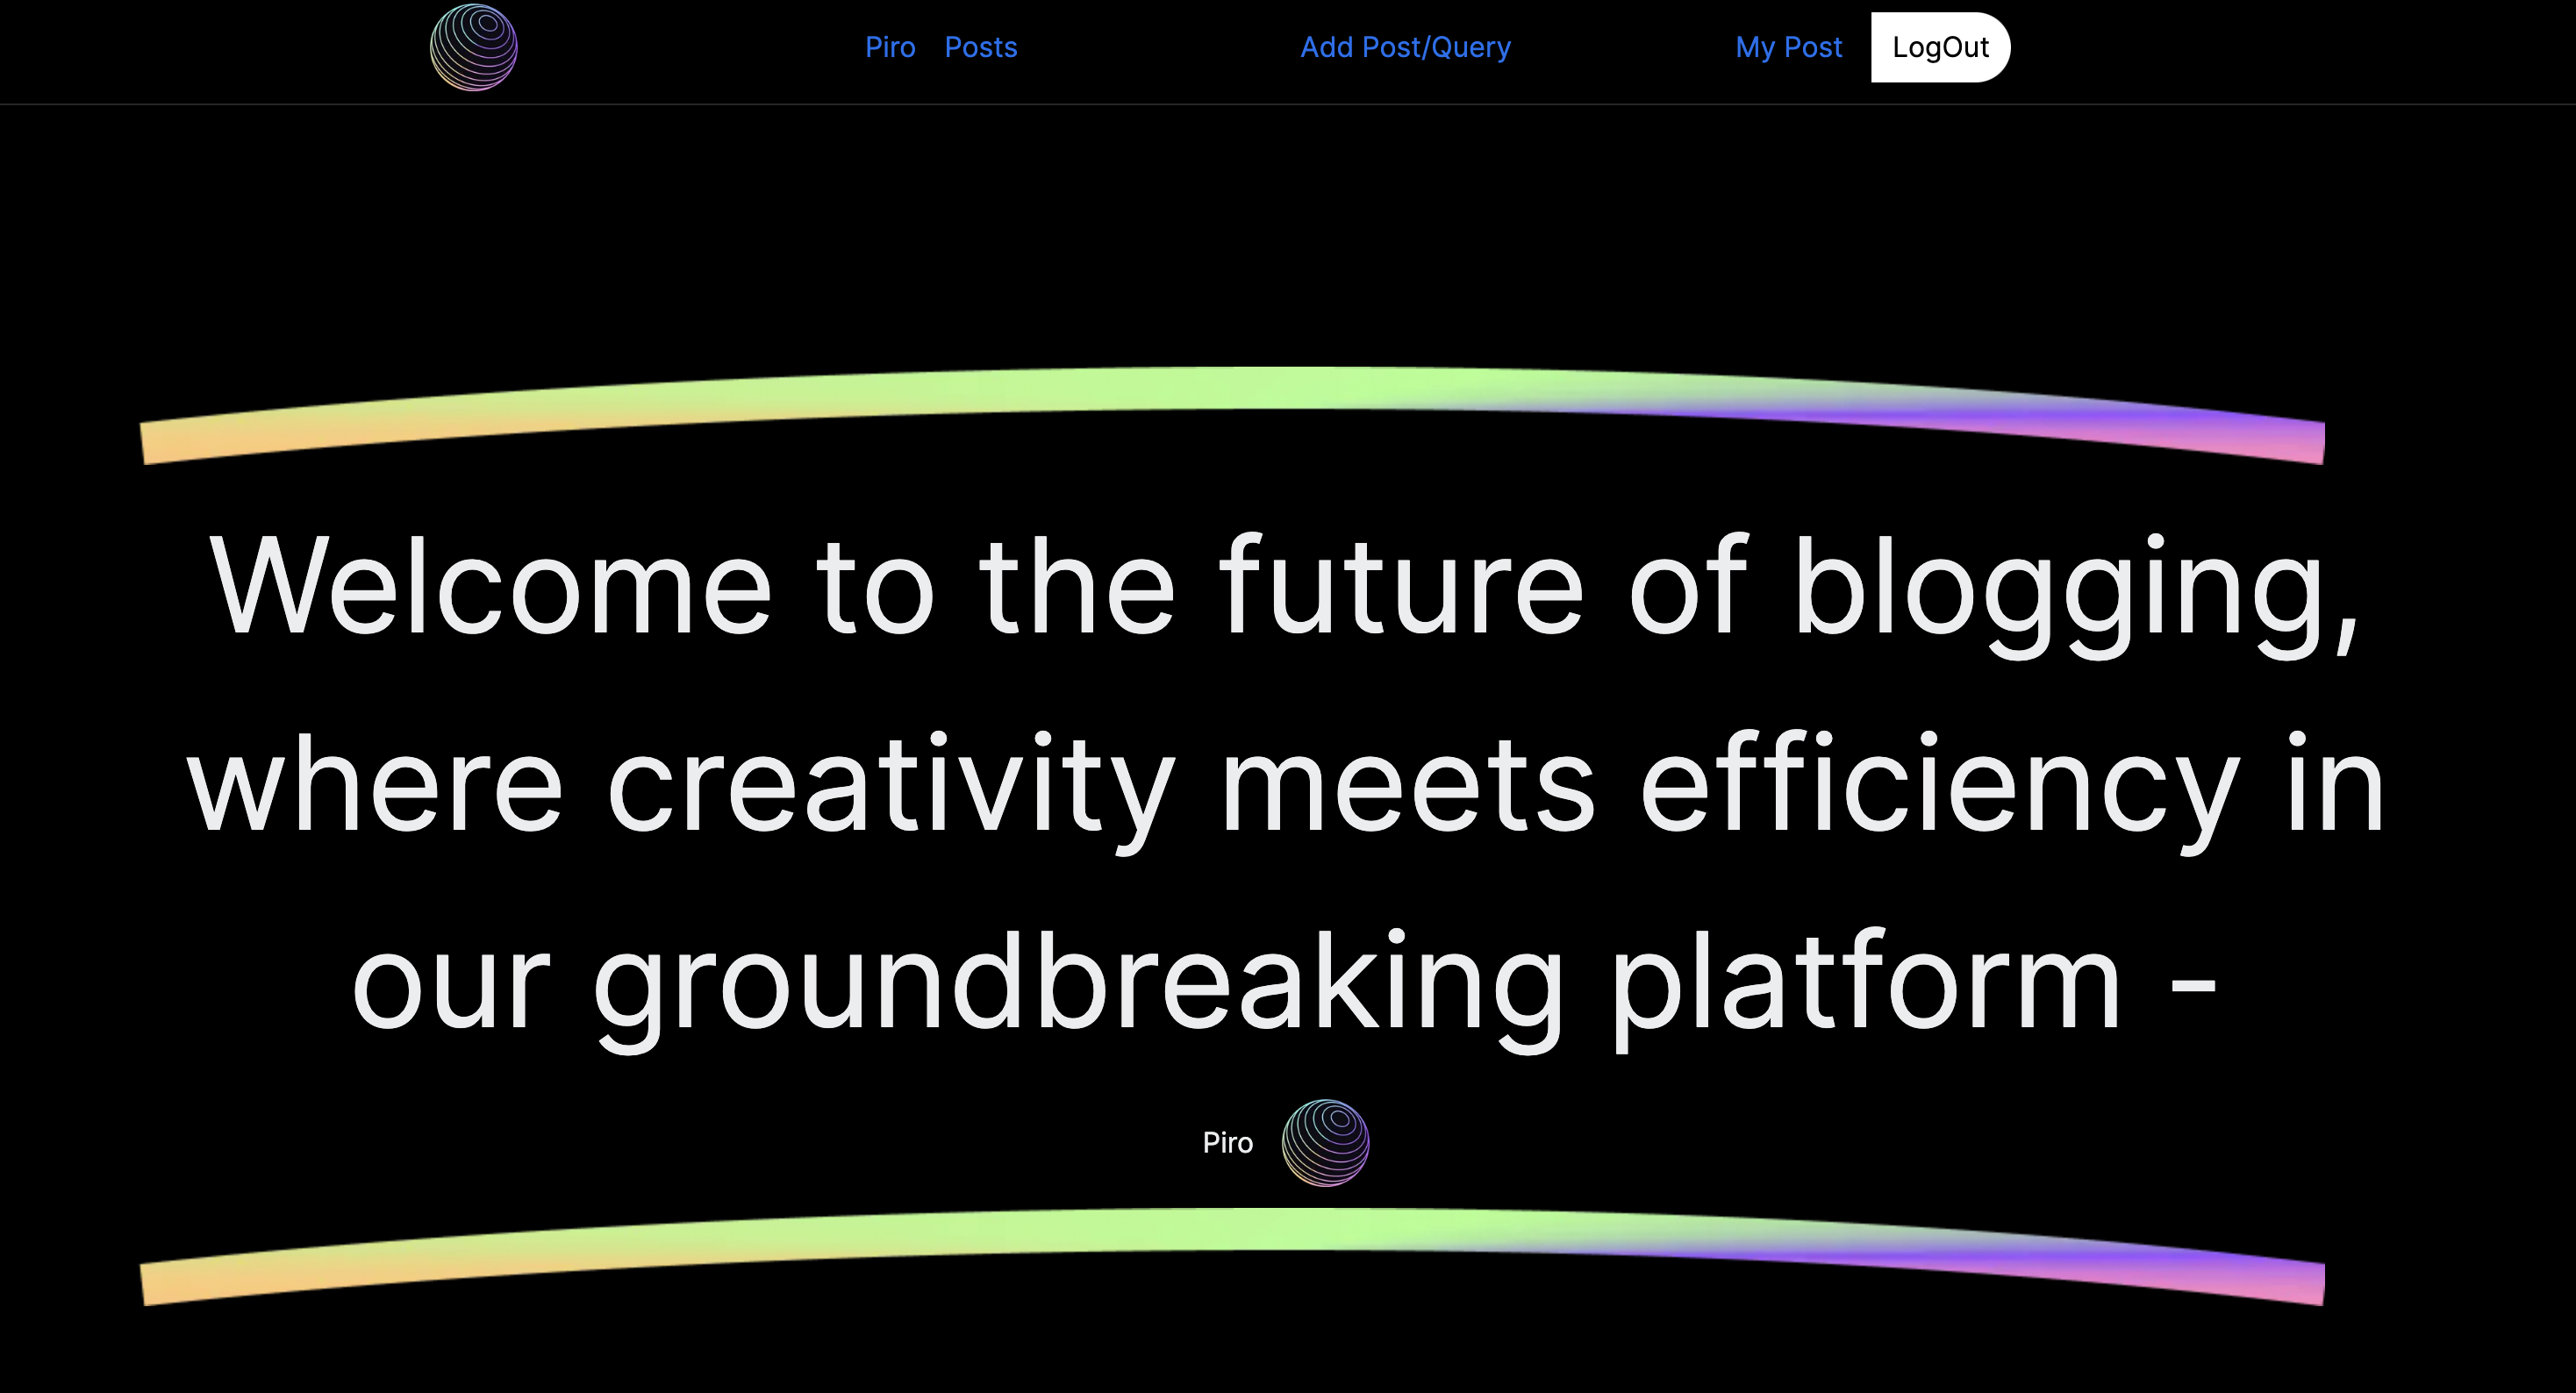 Piro Posts Add Post/Query My Post LogOut
Welcome to the future of blogging,
where creativity meets efficiency in
our groundbreaking platform -
Piro